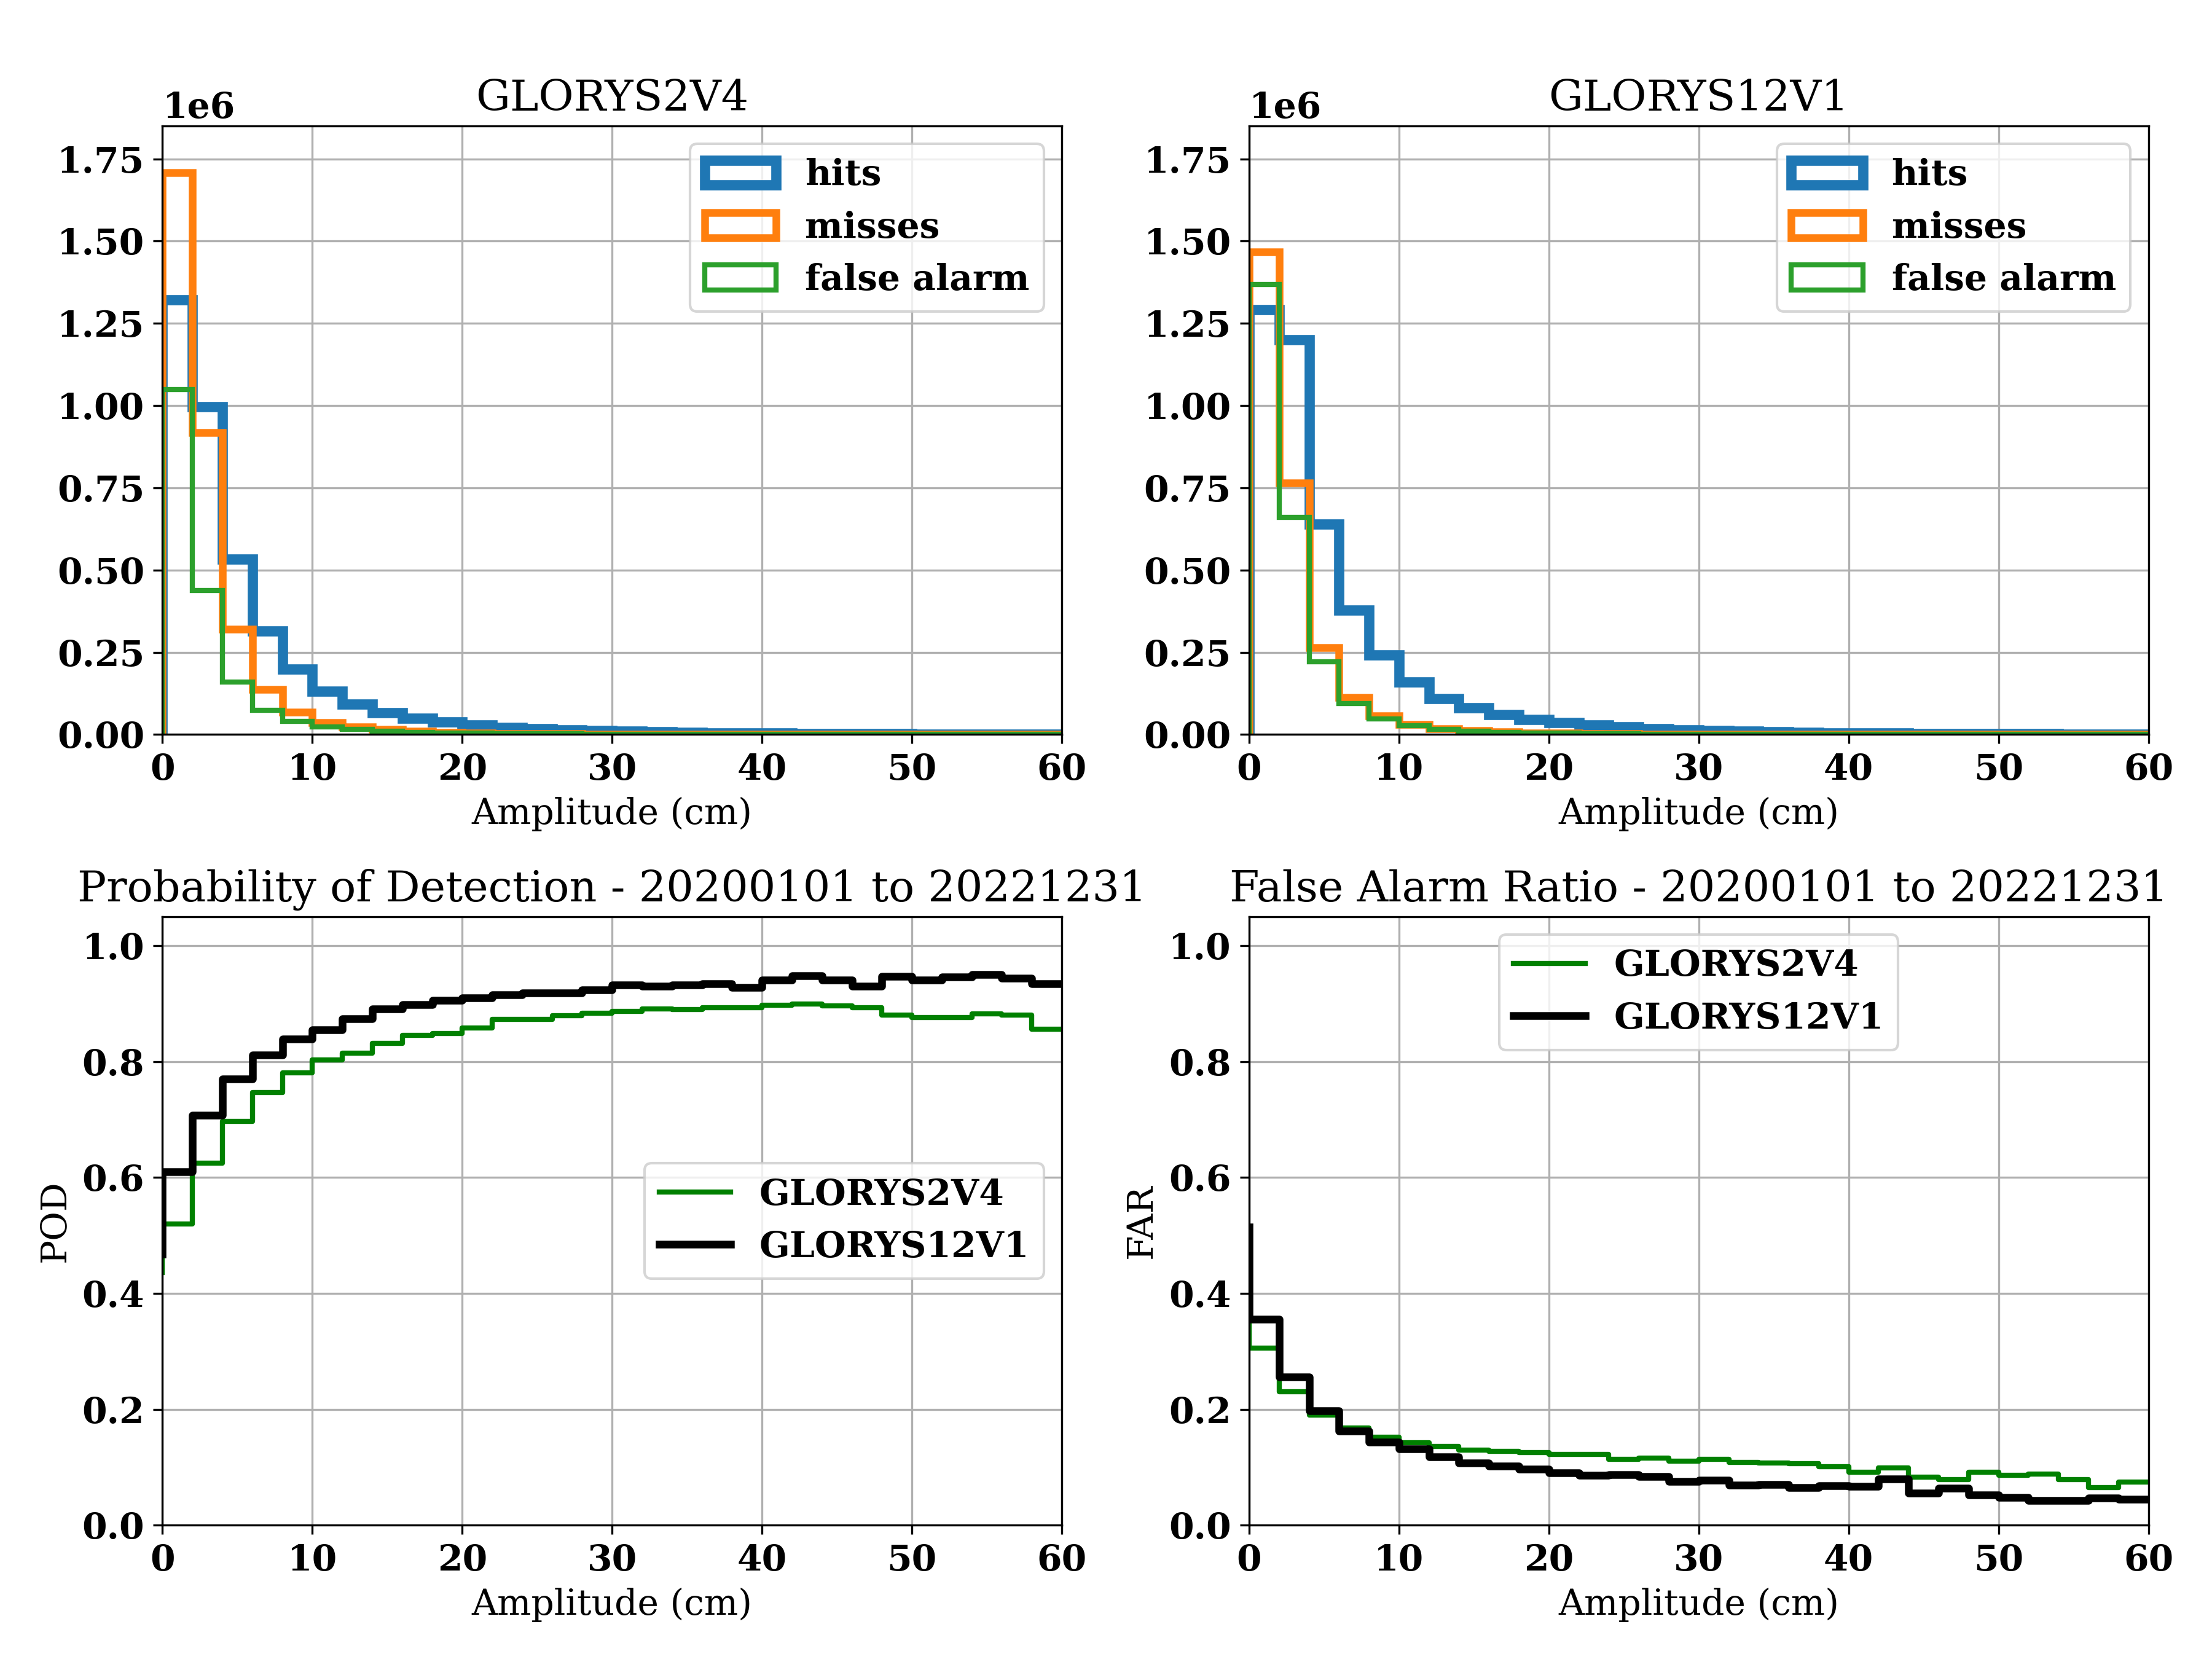 GLORYS2V4
1e6
1.75
1.50
1.25
1.00
0.75
0.50
0.25
0.00
0 10 20 30 40 50 60
Amplitude (cm)
hits
misses
false alarm
GLORYS12V1
1e6
1.75
1.50
1.25
1.00
0.75
0.50
0.25
0.00
0 10 20 30 40 50 60
Amplitude (cm)
hits
misses
false alarm
Probability of Detection - 20200101 to 20221231
POD
1.0
0.8
0.6
0.4
0.2
0.0
0 10 20 30 40 50 60
Amplitude (cm)
GLORYS2V4
GLORYS12V1
False Alarm Ratio - 20200101 to 20221231
FAR
1.0
0.8
0.6
0.4
0.2
0.0
0 10 20 30 40 50 60
Amplitude (cm)
GLORYS2V4
GLORYS12V1